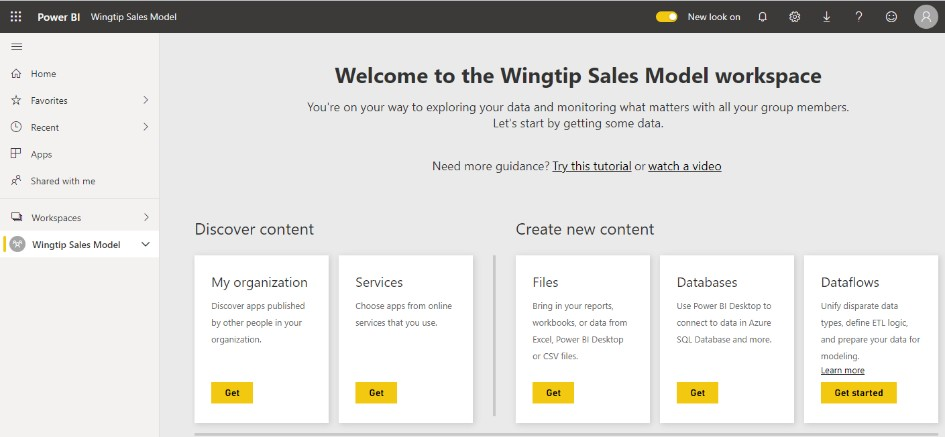 Power BI Wingtip Sales Model New look on
Home
Favorites
Recent
Apps
Shared with me
Workspaces
Wingtip Sales Model
Welcome to the Wingtip Sales Model workspace
You're on your way to exploring your data and monitoring what matters with all your group members.
Let's start by getting some data.
Need more guidance? Try this tutorial or watch a video
Discover content
My organization
Discover apps published
by other people in your
organization.
Get
Services
Choose apps from online
services that you use.
Get
Create new content
Files
Bring in your reports,
workbooks, or data from
Excel, Power BI Desktop
or CSV files.
Get
Databases
Use Power BI Desktop to
connect to data in Azure
SQL Database and more.
Get
Dataflows
Unify disparate data
types, define ETL logic,
and prepare your data for
modeling.
Learn more
Get started